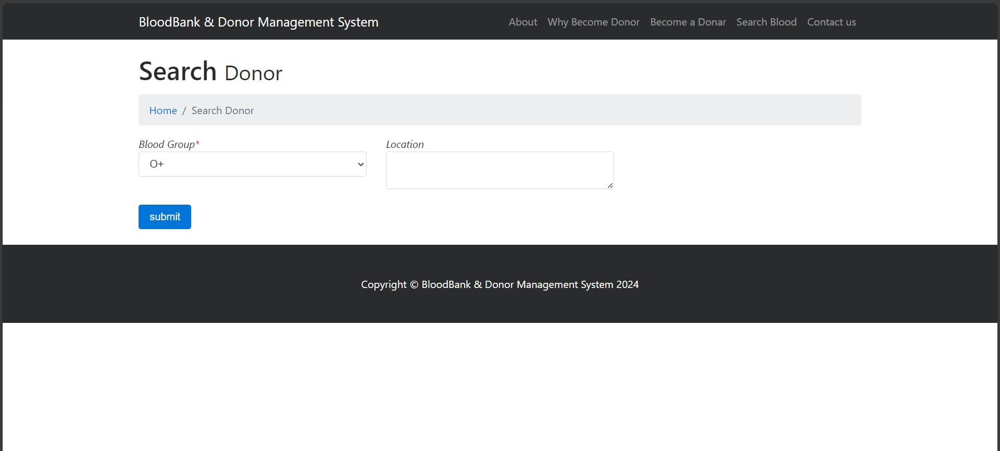 BloodBank & Donor Management System
About Why Become Donor Become a Donar Search Blood Contact us
Search Donor
Home / Search Donor
Blood Group*
Location
O+
submit
Copyright © BloodBank & Donor Management System 2024